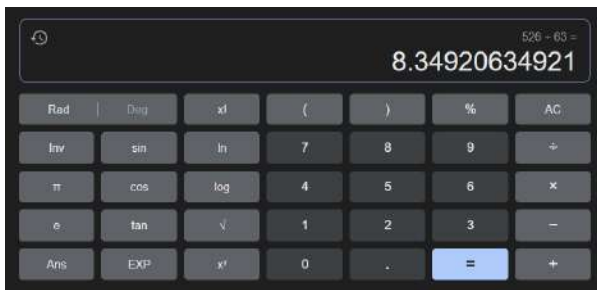 526 ÷ 63 =
8.34920634921
Rad | Deg x! ( ) % AC
Inv sin ln 7 8 9 ÷
π cos log 4 5 6 ×
e tan √ 1 2 3 −
Ans EXP xʸ 0 . = +